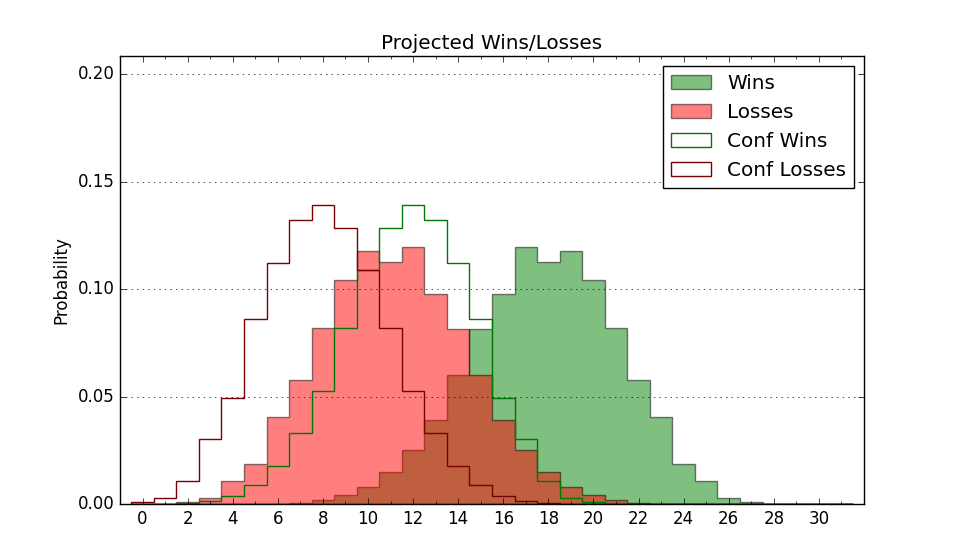 Projected Wins/Losses
0.20
0.15
0.10
0.05
0.00
Probability
Wins
Losses
Conf Wins
Conf Losses
0 2 4 6 8 10 12 14 16 18 20 22 24 26 28 30